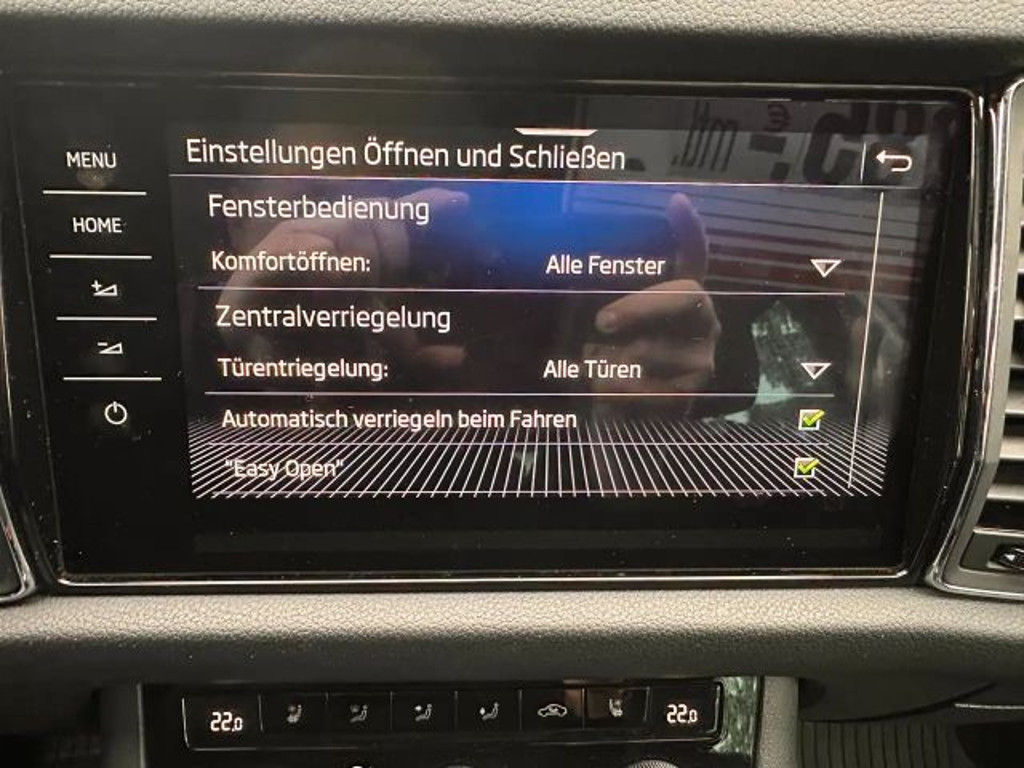 MENU
HOME
Einstellungen Öffnen und Schließen
Fensterbedienung
Komfortöffnen: Alle Fenster
Zentralverriegelung
Türentriegelung: Alle Türen
Automatisch verriegeln beim Fahren
"Easy Open"
mtl.
22.0
22.0